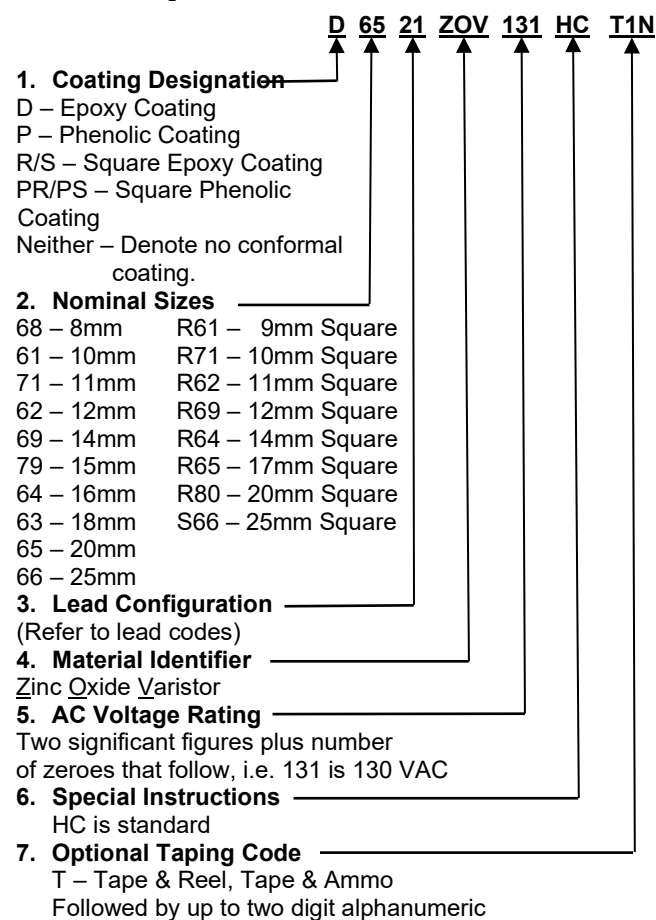 D 65 21 ZOV 131 HC T1N
1. Coating Designation
D – Epoxy Coating
P – Phenolic Coating
R/S – Square Epoxy Coating
PR/PS – Square Phenolic
Coating
Neither – Denote no conformal
coating.
2. Nominal Sizes
68 – 8mm R61 – 9mm Square
61 – 10mm R71 – 10mm Square
71 – 11mm R62 – 11mm Square
62 – 12mm R69 – 12mm Square
69 – 14mm R64 – 14mm Square
79 – 15mm R65 – 17mm Square
64 – 16mm R80 – 20mm Square
63 – 18mm S66 – 25mm Square
65 – 20mm
66 – 25mm
3. Lead Configuration
(Refer to lead codes)
4. Material Identifier
Zinc Oxide Varistor
5. AC Voltage Rating
Two significant figures plus number
of zeroes that follow, i.e. 131 is 130 VAC
6. Special Instructions
HC is standard
7. Optional Taping Code
T – Tape & Reel, Tape & Ammo
Followed by up to two digit alphanumeric